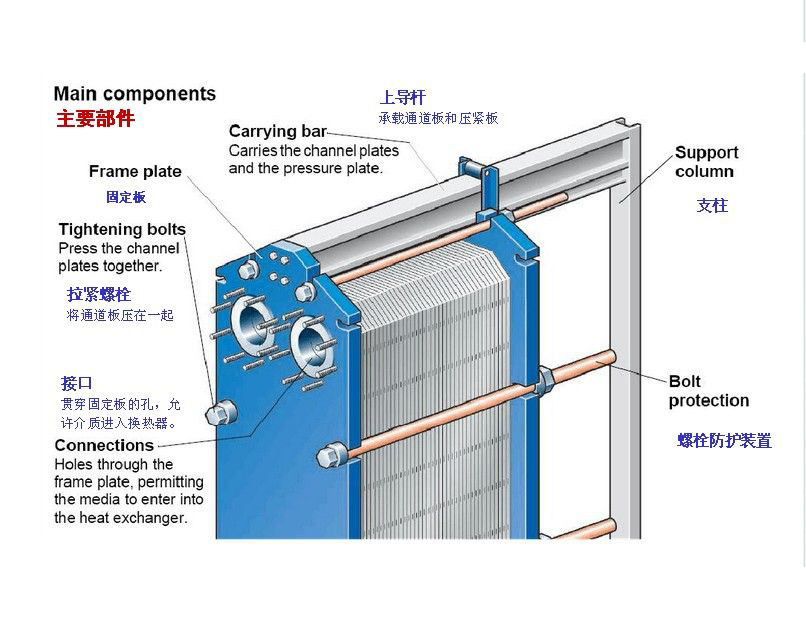 Main components
主要部件
上导杆
承载通道板和压紧板
Carrying bar
Carries the channel plates
and the pressure plate.
Support
column
支柱
Frame plate
固定板
Tightening bolts
Press the channel
plates together.
拉紧螺栓
将通道板压在一起
接口
贯穿固定板的孔，允
许介质进入换热器。
Connections
Holes through the
frame plate, permitting
the media to enter into
the heat exchanger.
Bolt
protection
螺栓防护装置